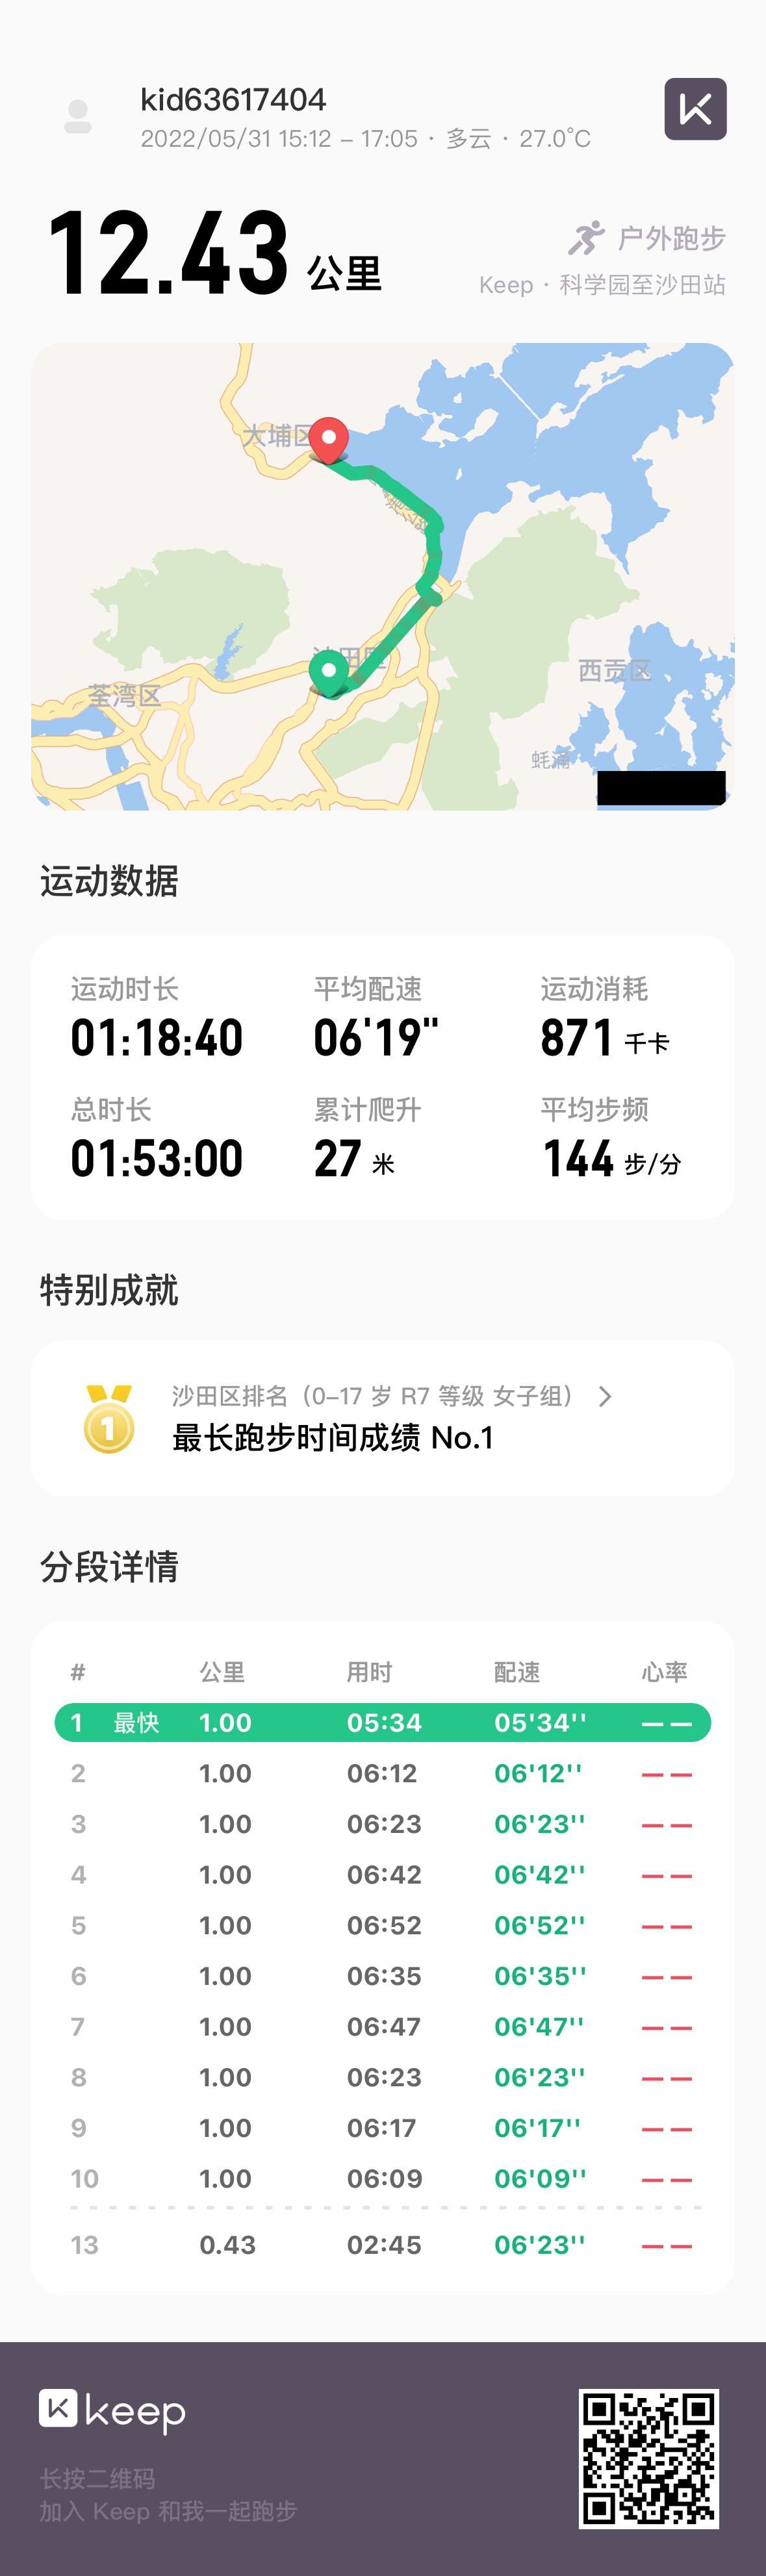 kid63617404
2022/05/31 15:12 – 17:05 · 多云 · 27.0°C
12.43 公里
户外跑步
Keep · 科学园至沙田站
大埔区
沙田区
西贡区
荃湾区
蚝涌
运动数据
运动时长 平均配速 运动消耗
01:18:40 06'19" 871 千卡
总时长 累计爬升 平均步频
01:53:00 27 米 144 步/分
特别成就
沙田区排名（0–17 岁 R7 等级 女子组）
1
最长跑步时间成绩 No.1
分段详情
# 公里 用时 配速 心率
1 最快 1.00 05:34 05'34'' — —
2 1.00 06:12 06'12'' — —
3 1.00 06:23 06'23'' — —
4 1.00 06:42 06'42'' — —
5 1.00 06:52 06'52'' — —
6 1.00 06:35 06'35'' — —
7 1.00 06:47 06'47'' — —
8 1.00 06:23 06'23'' — —
9 1.00 06:17 06'17'' — —
10 1.00 06:09 06'09'' — —
13 0.43 02:45 06'23'' — —
keep
长按二维码
加入 Keep 和我一起跑步